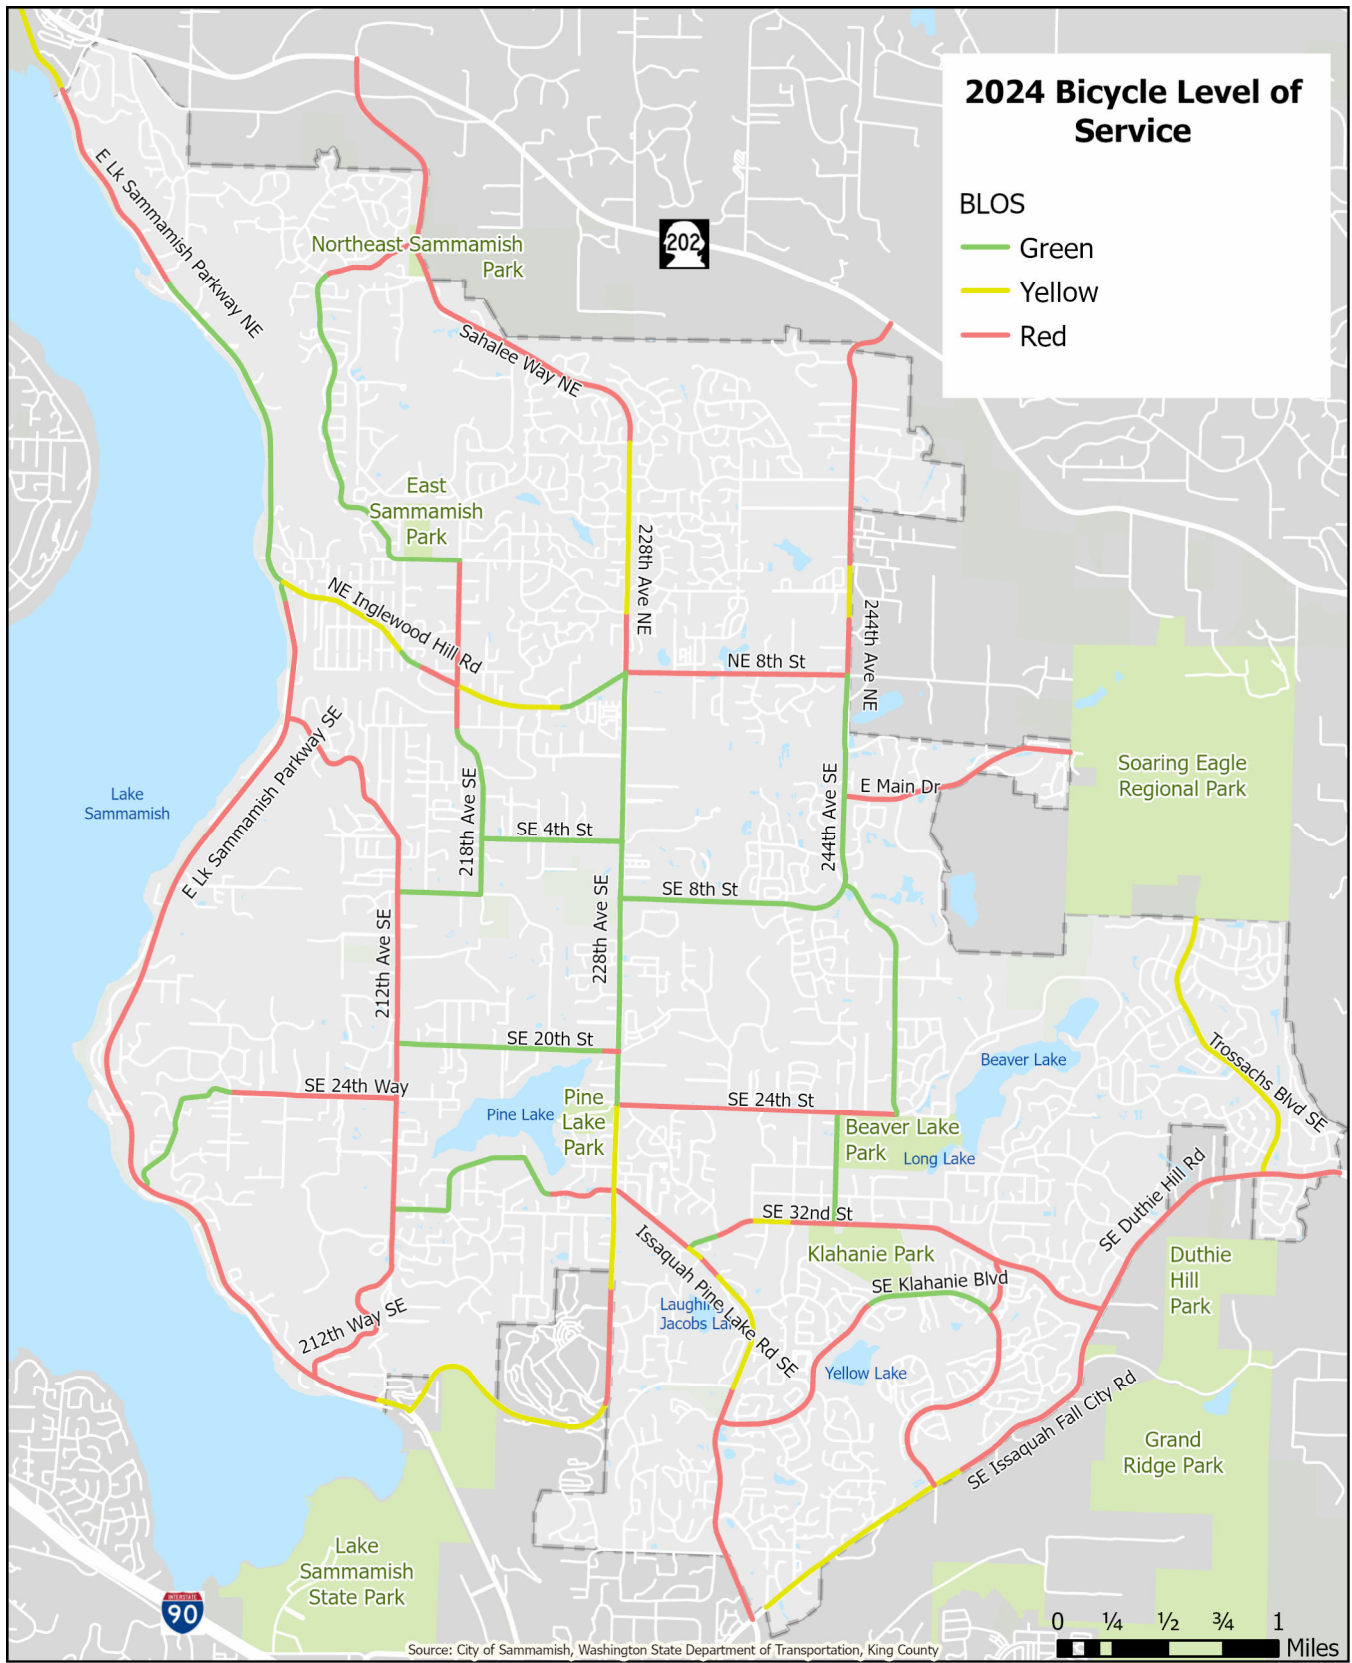 2024 Bicycle Level of
Service
BLOS
Green
Yellow
Red
202
E Lk Sammamish Parkway NE
Northeast Sammamish
Park
Sahalee Way NE
East
Sammamish
Park
228th Ave NE
NE Inglewood Hill Rd
244th Ave NE
NE 8th St
E Lk Sammamish Parkway SE
Soaring Eagle
Regional Park
Lake
Sammamish
218th Ave SE
244th Ave SE
E Main Dr
SE 4th St
SE 8th St
228th Ave SE
212th Ave SE
SE 20th St
Beaver Lake
Trossachs Blvd SE
SE 24th Way
Pine Lake
Pine
Lake
Park
SE 24th St
Beaver Lake
Park
Long Lake
SE Duthie Hill Rd
SE 32nd St
Issaquah Pine Lake Rd SE
Klahanie Park
SE Klahanie Blvd
Duthie
Hill
Park
Laughing
Jacobs La
212th Way SE
Yellow Lake
SE Issaquah Fall City Rd
Grand
Ridge Park
Lake
Sammamish
State Park
INTERSTATE
90
0 ¼ ½ ¾ 1
Miles
Source: City of Sammamish, Washington State Department of Transportation, King County